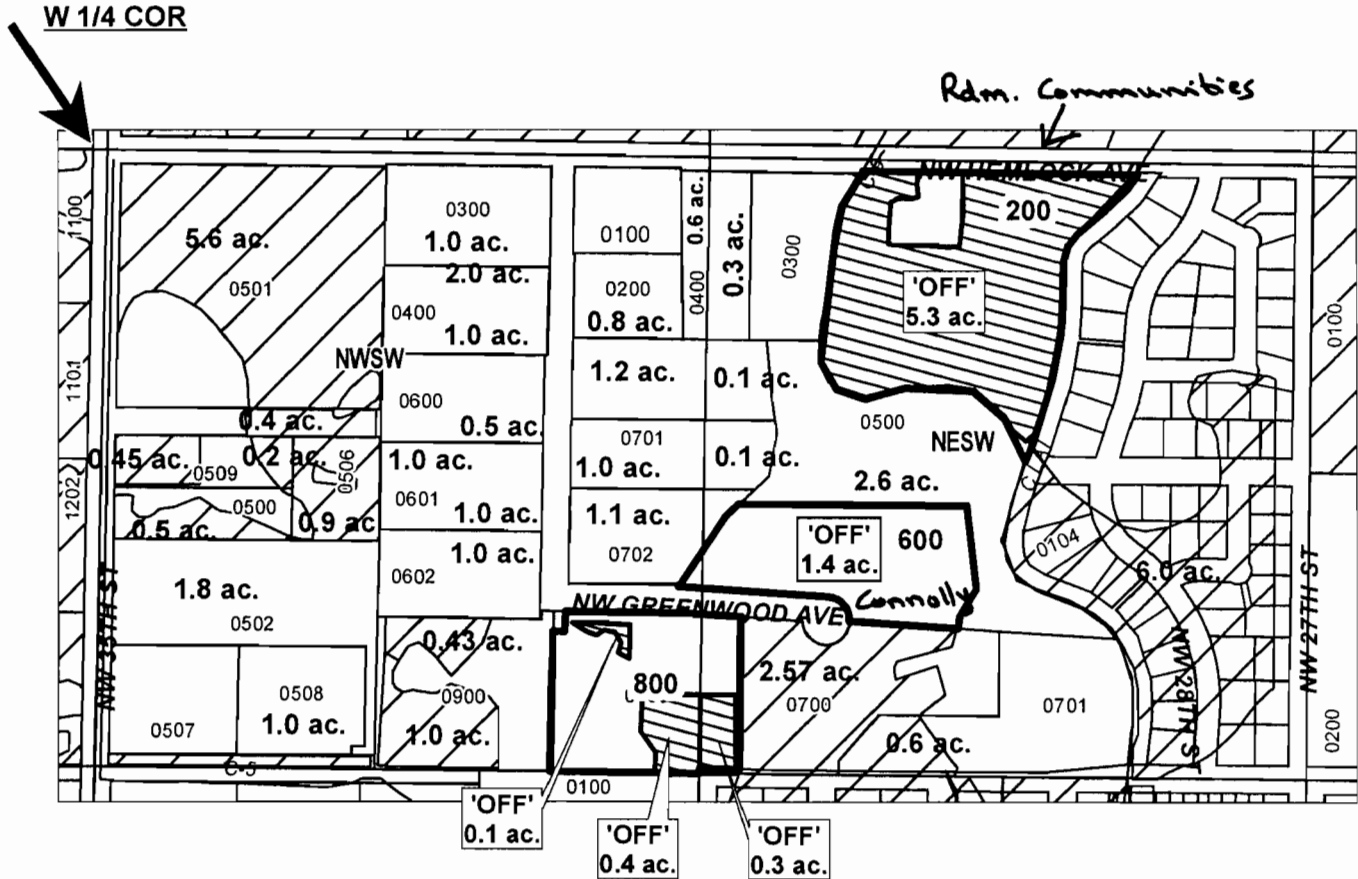 W 1/4 COR
Rdm. Communities
NW HEMLOCK AVE
C-5
1100
5.6 ac.
0501
0300
1.0 ac.
2.0 ac.
0400
1.0 ac.
0100
0200
0.8 ac.
0400
0.6 ac.
0.3 ac.
0300
200
'OFF'
5.3 ac.
0100
1101
NWSW
0600
0.5 ac.
1.2 ac.
0.1 ac.
0500
NESW
0.4 ac.
0.45 ac.
0509
0.2 ac.
0506
1.0 ac.
0601
1.0 ac.
0701
1.0 ac.
0.1 ac.
2.6 ac.
1202
0500
0.5 ac.
0.9 ac
1.0 ac.
0602
1.1 ac.
0702
'OFF'
1.4 ac.
600
Connolly
0104
6.0 ac.
1.8 ac.
0502
NW GREENWOOD AVE
NW 35TH ST
0.43 ac.
0900
1.0 ac.
800
2.57 ac.
0700
0701
NW 28TH ST
NW 27TH ST
0507
0508
1.0 ac.
0.6 ac.
0200
C-5
0100
'OFF'
0.1 ac.
'OFF'
0.4 ac.
'OFF'
0.3 ac.